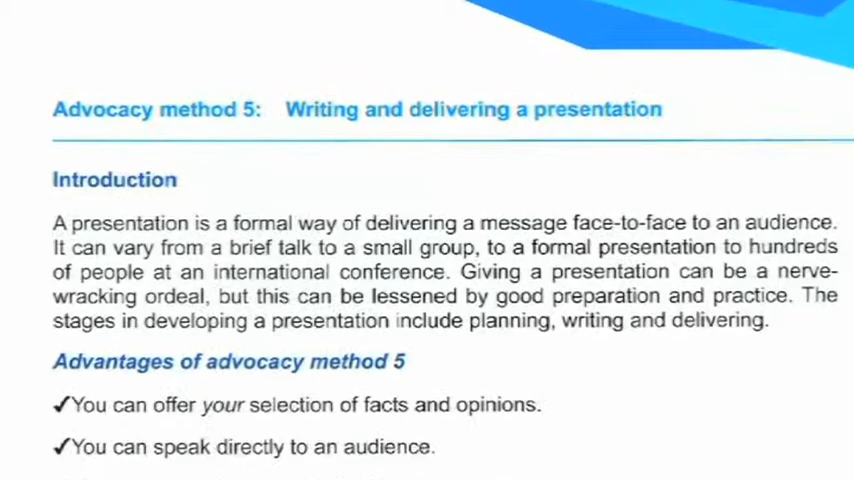 Advocacy method 5: Writing and delivering a presentation
Introduction
A presentation is a formal way of delivering a message face-to-face to an audience.
It can vary from a brief talk to a small group, to a formal presentation to hundreds
of people at an international conference. Giving a presentation can be a nerve-
wracking ordeal, but this can be lessened by good preparation and practice. The
stages in developing a presentation include planning, writing and delivering.
Advantages of advocacy method 5
✓You can offer your selection of facts and opinions.
✓You can speak directly to an audience.